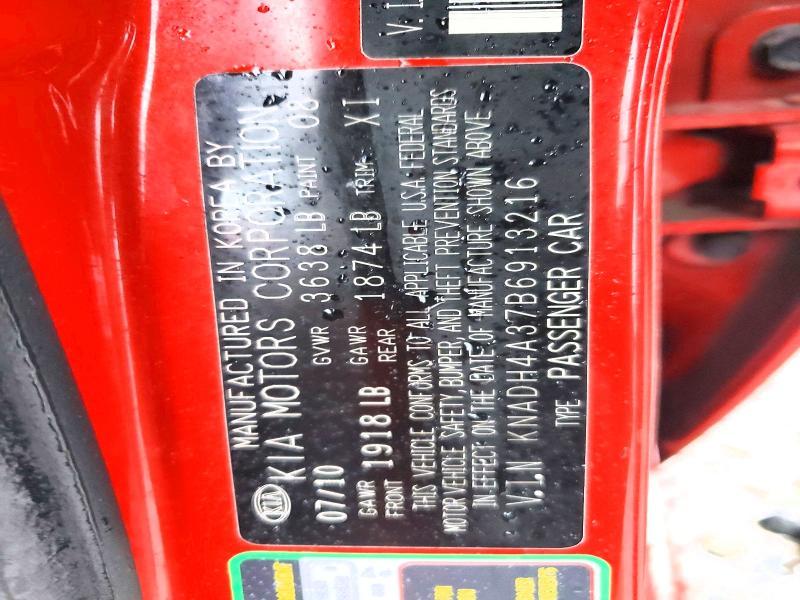 V.I
MANUFACTURED IN KOREA BY
KIA KIA MOTORS CORPORATION
07/10 GVWR 3638 LB PAINT 08
GAWR FRONT 1918 LB GAWR REAR 1874 LB TRIM XI
THIS VEHICLE CONFORMS TO ALL APPLICABLE U.S.A. FEDERAL
MOTOR VEHICLE SAFETY, BUMPER, AND THEFT PREVENTION STANDARDS
IN EFFECT ON THE DATE OF MANUFACTURE SHOWN ABOVE
V.I.N KNADH4A37B6913216
TYPE: PASSENGER CAR